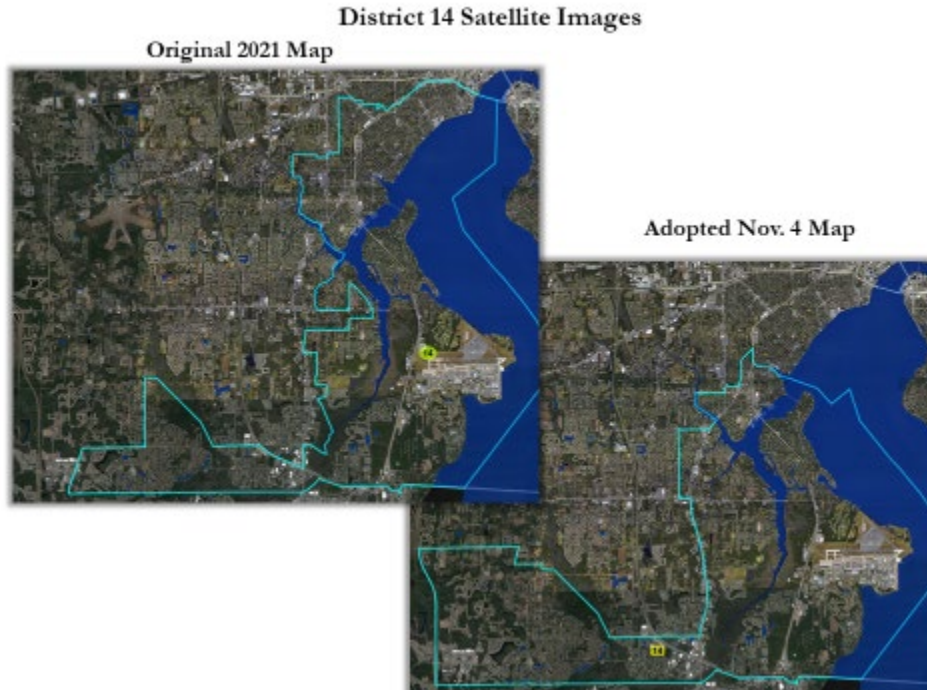 District 14 Satellite Images
Original 2021 Map
Adopted Nov. 4 Map
14
14